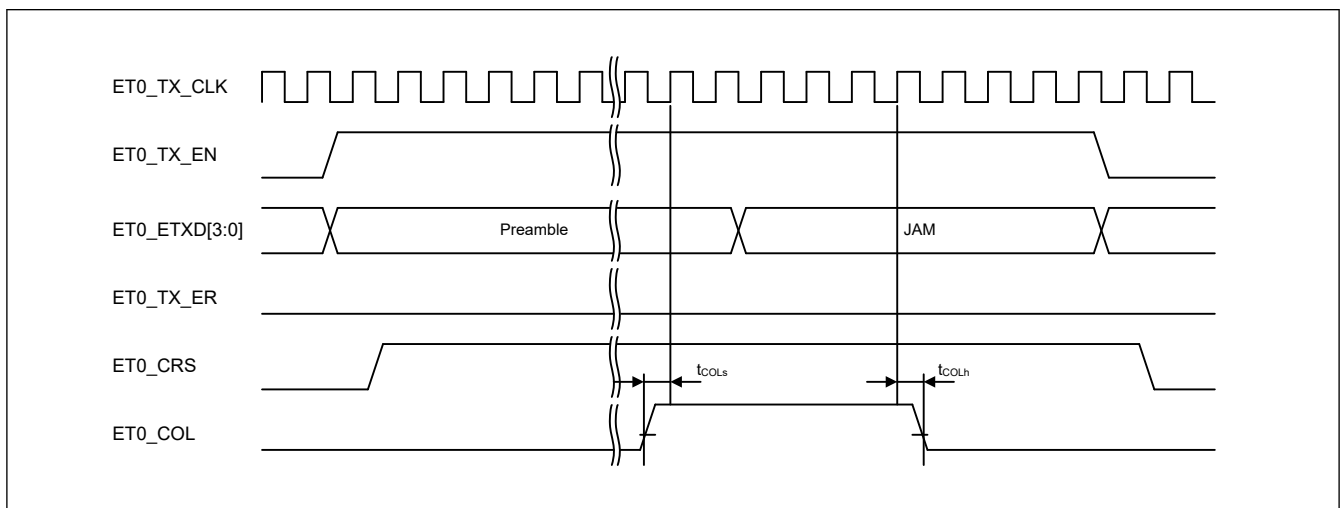 ET0_TX_CLK
ET0_TX_EN
ET0_ETXD[3:0]
Preamble
JAM
ET0_TX_ER
ET0_CRS
tCOLs
tCOLh
ET0_COL